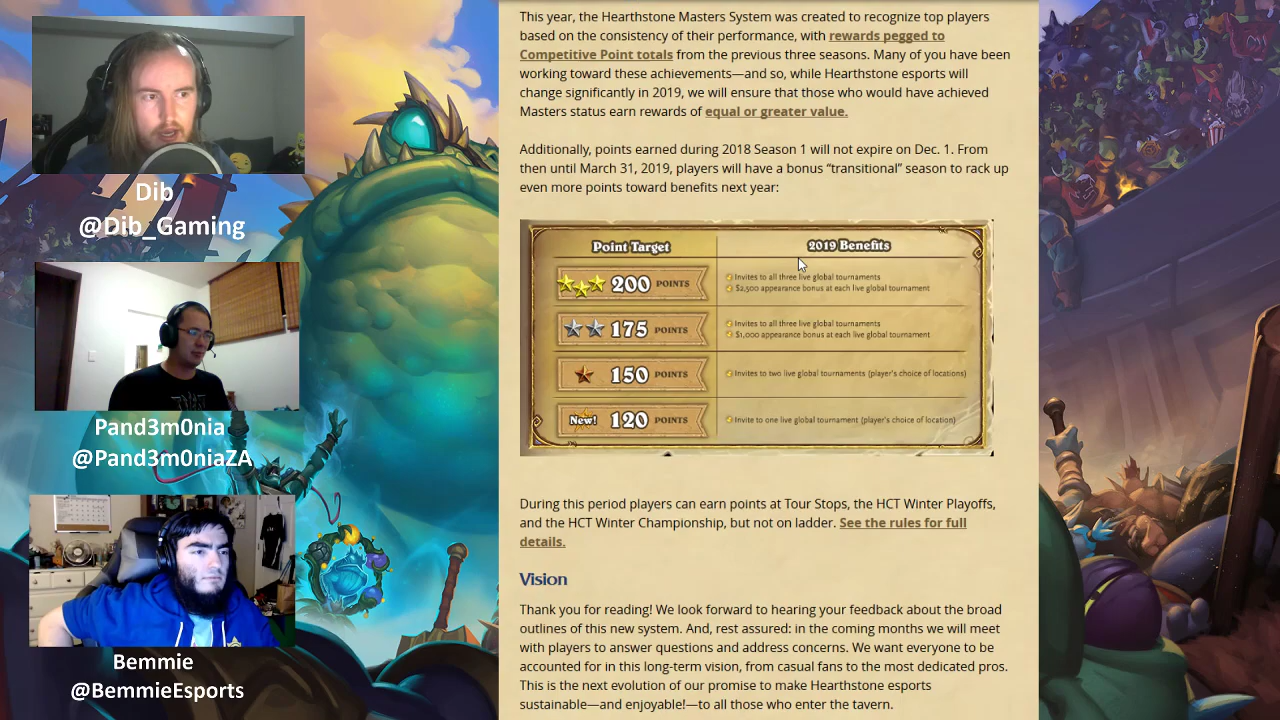 Dib
@Dib_Gaming
Pand3m0nia
@Pand3m0niaZA
Bemmie
@BemmieEsports
This year, the Hearthstone Masters System was created to recognize top players
based on the consistency of their performance, with rewards pegged to
Competitive Point totals from the previous three seasons. Many of you have been
working toward these achievements—and so, while Hearthstone esports will
change significantly in 2019, we will ensure that those who would have achieved
Masters status earn rewards of equal or greater value.
Additionally, points earned during 2018 Season 1 will not expire on Dec. 1. From
then until March 31, 2019, players will have a bonus “transitional” season to rack up
even more points toward benefits next year:
Point Target 2019 Benefits
200 POINTS
Invites to all three live global tournaments
$2,500 appearance bonus at each live global tournament
175 POINTS
Invites to all three live global tournaments
$1,000 appearance bonus at each live global tournament
150 POINTS
Invites to two live global tournaments (player's choice of locations)
New! 120 POINTS
Invite to one live global tournament (player's choice of location)
During this period players can earn points at Tour Stops, the HCT Winter Playoffs,
and the HCT Winter Championship, but not on ladder. See the rules for full
details.
Vision
Thank you for reading! We look forward to hearing your feedback about the broad
outlines of this new system. And, rest assured: in the coming months we will meet
with players to answer questions and address concerns. We want everyone to be
accounted for in this long-term vision, from casual fans to the most dedicated pros.
This is the next evolution of our promise to make Hearthstone esports
sustainable—and enjoyable!—to all those who enter the tavern.